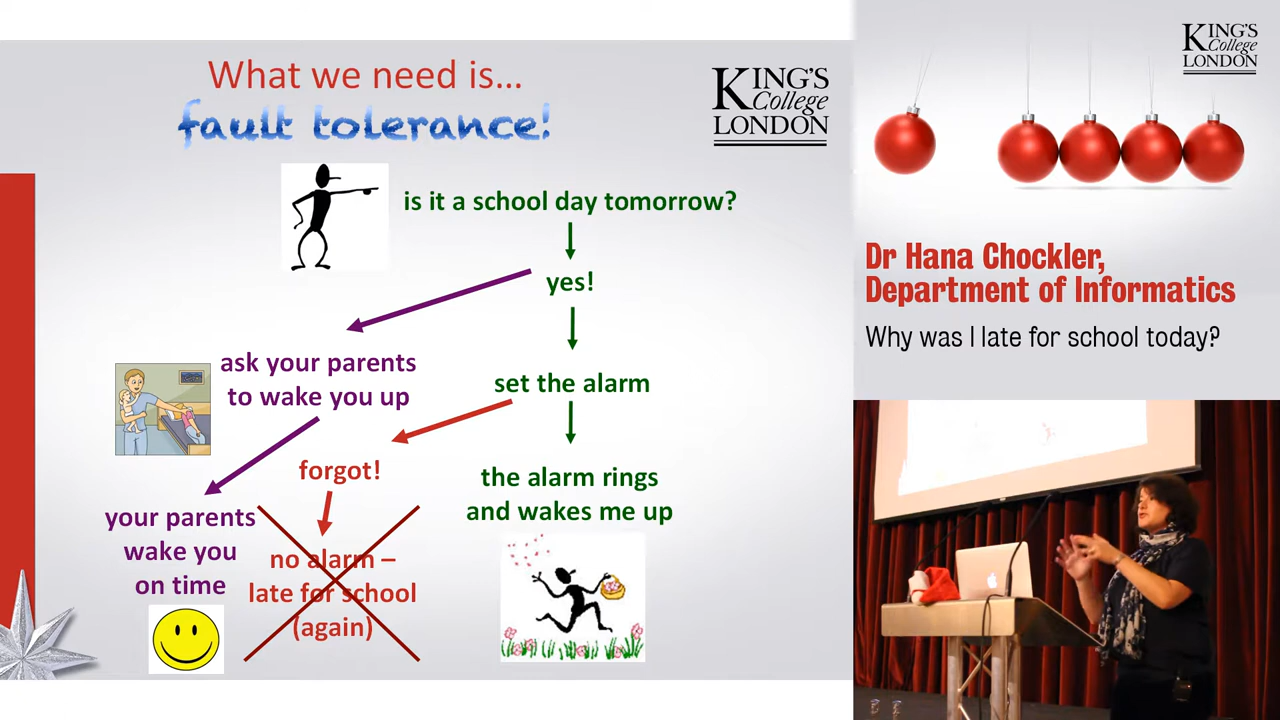 What we need is...
fault tolerance!
KING'S
College
LONDON
is it a school day tomorrow?
yes!
ask your parents
to wake you up
set the alarm
forgot!
the alarm rings
and wakes me up
your parents
wake you
on time
no alarm –
late for school
(again)
KING'S
College
LONDON
Dr Hana Chockler,
Department of Informatics
Why was I late for school today?